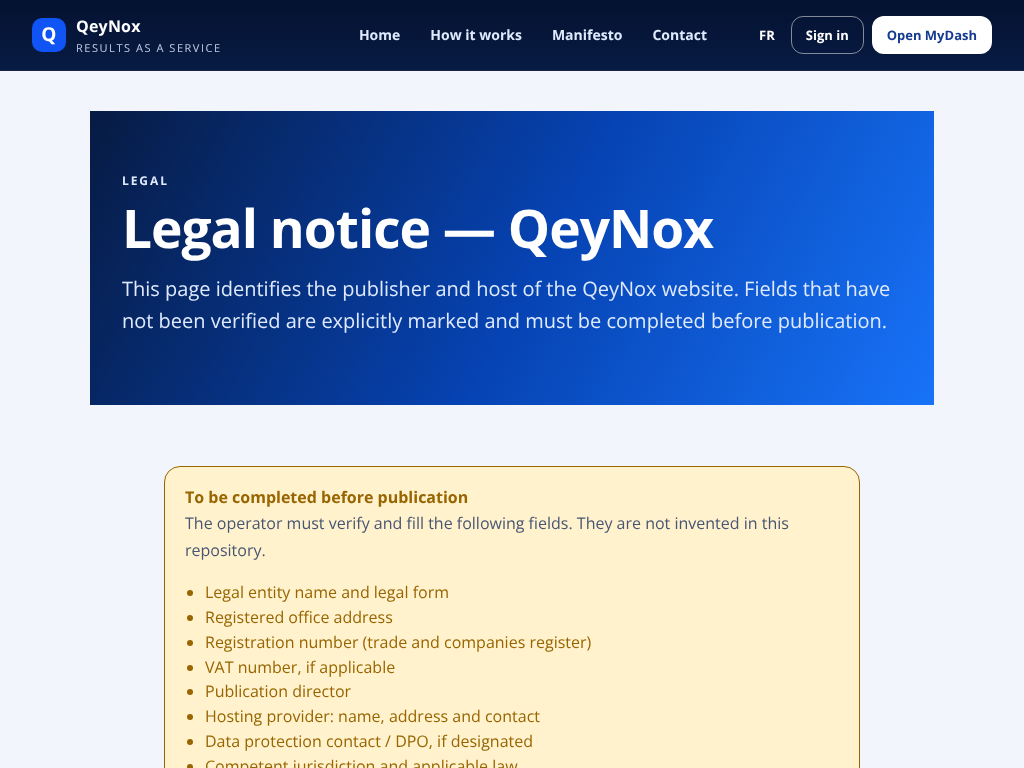 Q
QeyNox
RESULTS AS A SERVICE
Home
How it works
Manifesto
Contact
FR
Sign in
Open MyDash
LEGAL
Legal notice — QeyNox
This page identifies the publisher and host of the QeyNox website. Fields that have
not been verified are explicitly marked and must be completed before publication.
To be completed before publication
The operator must verify and fill the following fields. They are not invented in this
repository.
Legal entity name and legal form
Registered office address
Registration number (trade and companies register)
VAT number, if applicable
Publication director
Hosting provider: name, address and contact
Data protection contact / DPO, if designated
Competent jurisdiction and applicable law